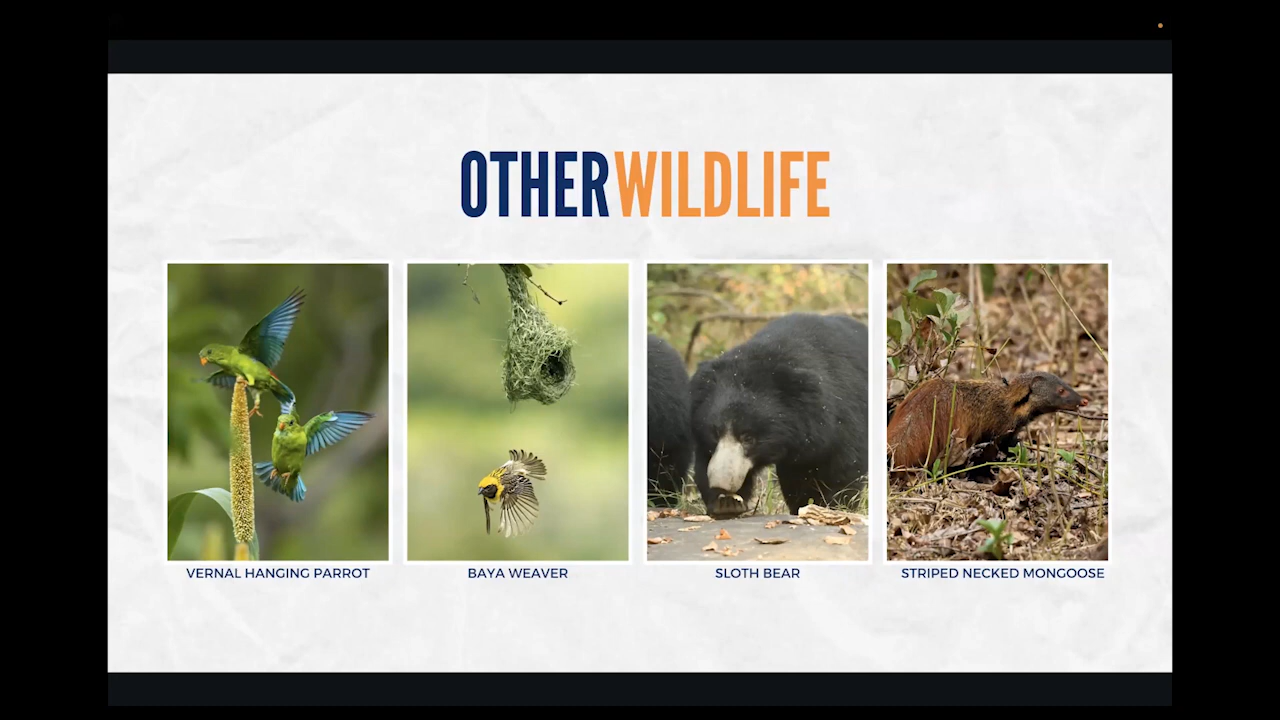 OTHER WILDLIFE
VERNAL HANGING PARROT
BAYA WEAVER
SLOTH BEAR
STRIPED NECKED MONGOOSE